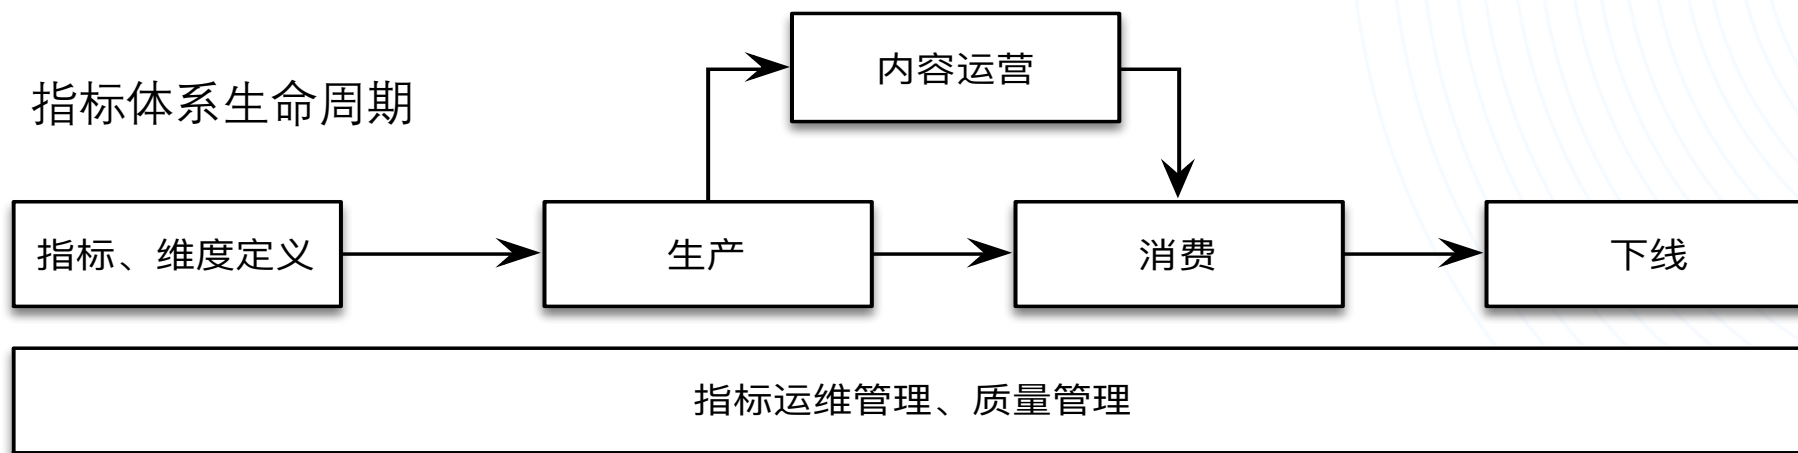 内容运营
指标体系生命周期
指标、维度定义
生产
消费
下线
指标运维管理、质量管理